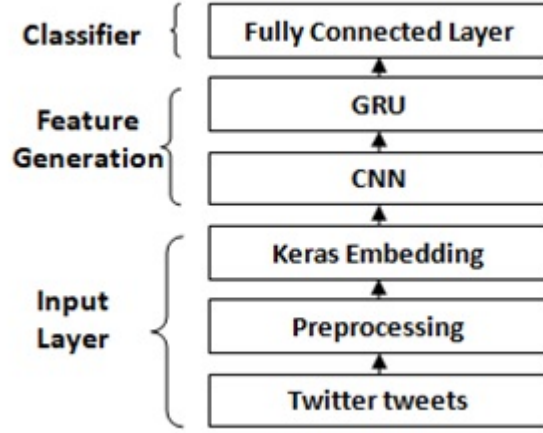 Classifier
Fully Connected Layer
Feature
Generation
GRU
CNN
Input
Layer
Keras Embedding
Preprocessing
Twitter tweets